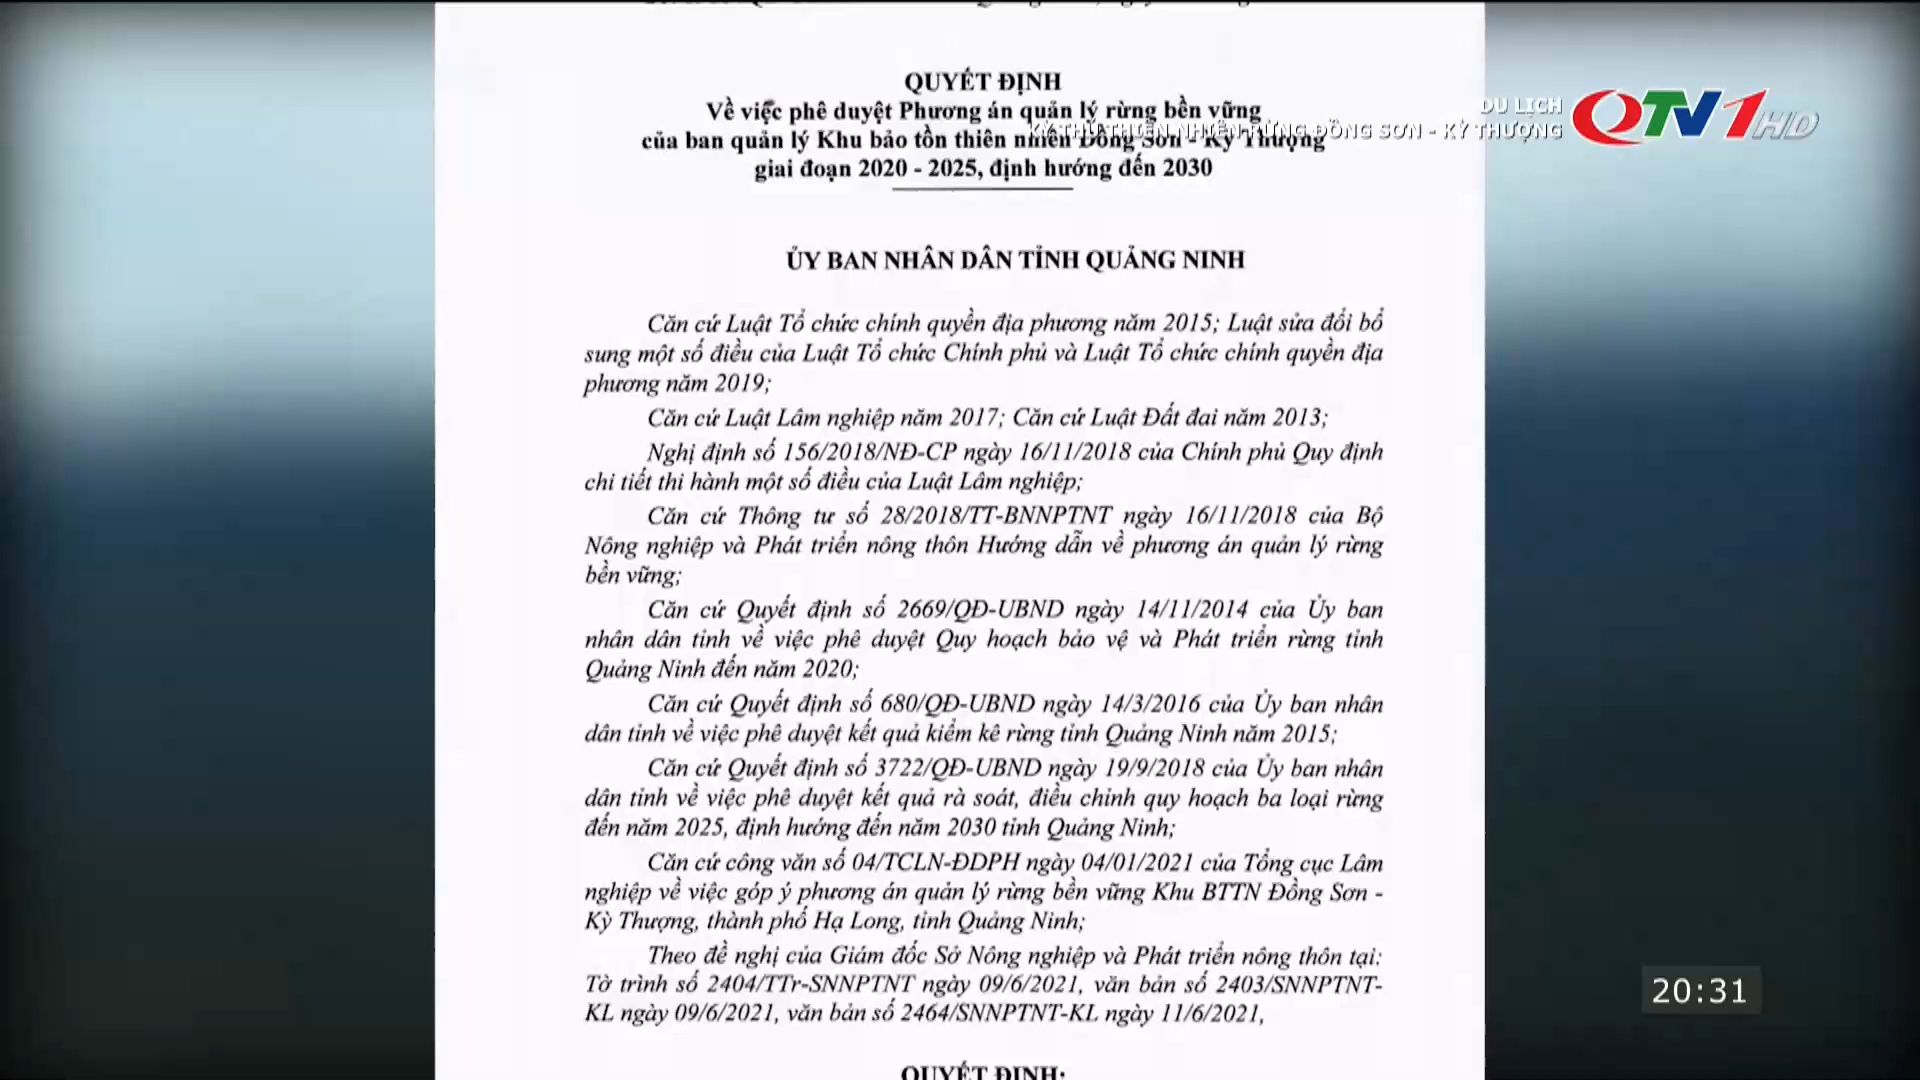 QUYẾT ĐỊNH
Về việc phê duyệt Phương án quản lý rừng bền vững
của ban quản lý Khu bảo tồn thiên nhiên Đồng Sơn - Kỳ Thượng
giai đoạn 2020 - 2025, định hướng đến 2030
DU LỊCH
KỲ THÚ THIÊN NHIÊN RỪNG ĐỒNG SƠN - KỲ THƯỢNG
QTV1HD
ỦY BAN NHÂN DÂN TỈNH QUẢNG NINH
Căn cứ Luật Tổ chức chính quyền địa phương năm 2015; Luật sửa đổi bổ
sung một số điều của Luật Tổ chức Chính phủ và Luật Tổ chức chính quyền địa
phương năm 2019;
Căn cứ Luật Lâm nghiệp năm 2017; Căn cứ Luật Đất đai năm 2013;
Nghị định số 156/2018/NĐ-CP ngày 16/11/2018 của Chính phủ Quy định
chi tiết thi hành một số điều của Luật Lâm nghiệp;
Căn cứ Thông tư số 28/2018/TT-BNNPTNT ngày 16/11/2018 của Bộ
Nông nghiệp và Phát triển nông thôn Hướng dẫn về phương án quản lý rừng
bền vững;
Căn cứ Quyết định số 2669/QĐ-UBND ngày 14/11/2014 của Ủy ban
nhân dân tỉnh về việc phê duyệt Quy hoạch bảo vệ và Phát triển rừng tỉnh
Quảng Ninh đến năm 2020;
Căn cứ Quyết định số 680/QĐ-UBND ngày 14/3/2016 của Ủy ban nhân
dân tỉnh về việc phê duyệt kết quả kiểm kê rừng tỉnh Quảng Ninh năm 2015;
Căn cứ Quyết định số 3722/QĐ-UBND ngày 19/9/2018 của Ủy ban nhân
dân tỉnh về việc phê duyệt kết quả rà soát, điều chỉnh quy hoạch ba loại rừng
đến năm 2025, định hướng đến năm 2030 tỉnh Quảng Ninh;
Căn cứ công văn số 04/TCLN-ĐDPH ngày 04/01/2021 của Tổng cục Lâm
nghiệp về việc góp ý phương án quản lý rừng bền vững Khu BTTN Đồng Sơn -
Kỳ Thượng, thành phố Hạ Long, tỉnh Quảng Ninh;
Theo đề nghị của Giám đốc Sở Nông nghiệp và Phát triển nông thôn tại:
Tờ trình số 2404/TTr-SNNPTNT ngày 09/6/2021, văn bản số 2403/SNNPTNT-
KL ngày 09/6/2021, văn bản số 2464/SNNPTNT-KL ngày 11/6/2021,
20:31
QUYẾT ĐỊNH: